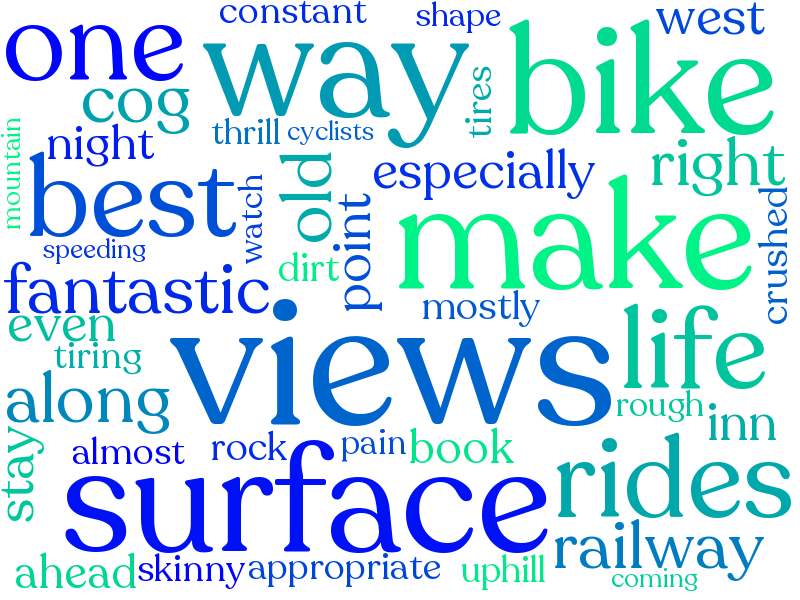 constant
shape
west
one
way
bike
cog
tires
thrill
cyclists
night
mountain
right
best
especially
old
watch
point
make
crushed
speeding
dirt
fantastic
mostly
even
views
life
tiring
along
rough
inn
stay
almost
rock
pain
book
surface
rides
railway
ahead
skinny
appropriate
uphill
coming